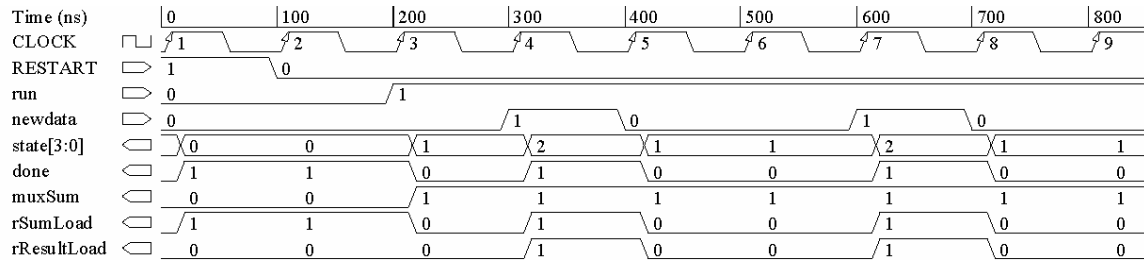 Time (ns) 0 100 200 300 400 500 600 700 800
CLOCK 1 2 3 4 5 6 7 8 9
RESTART 1 0
run 0 1
newdata 0 1 0 1 0
state[3:0] 0 0 1 2 1 1 2 1 1
done 1 1 0 1 0 0 1 0 0
muxSum 0 0 1 1 1 1 1 1 1
rSumLoad 1 1 0 1 0 0 1 0 0
rResultLoad 0 0 0 1 0 0 1 0 0